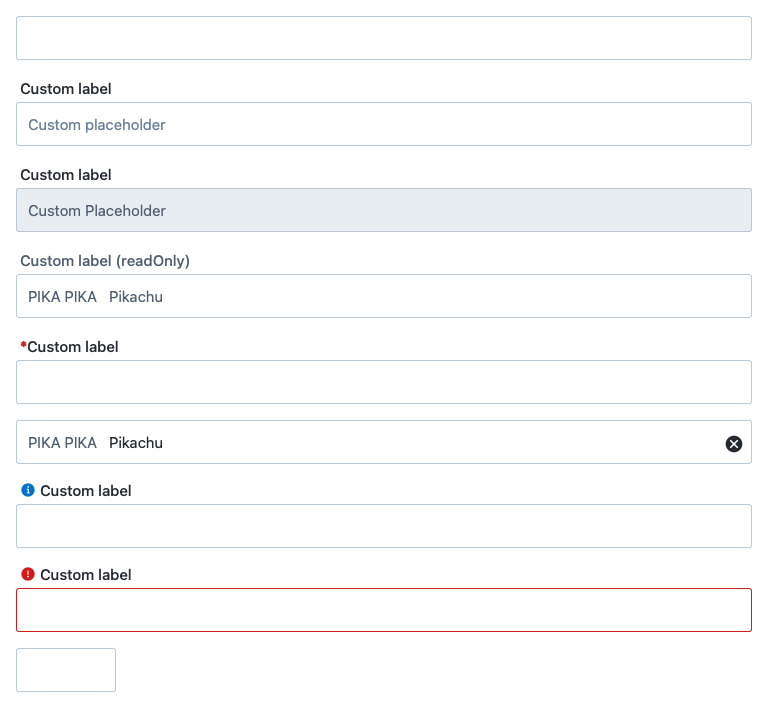 Custom label
Custom placeholder
Custom label
Custom Placeholder
Custom label (readOnly)
PIKA PIKA Pikachu
*Custom label
PIKA PIKA Pikachu
Custom label
Custom label